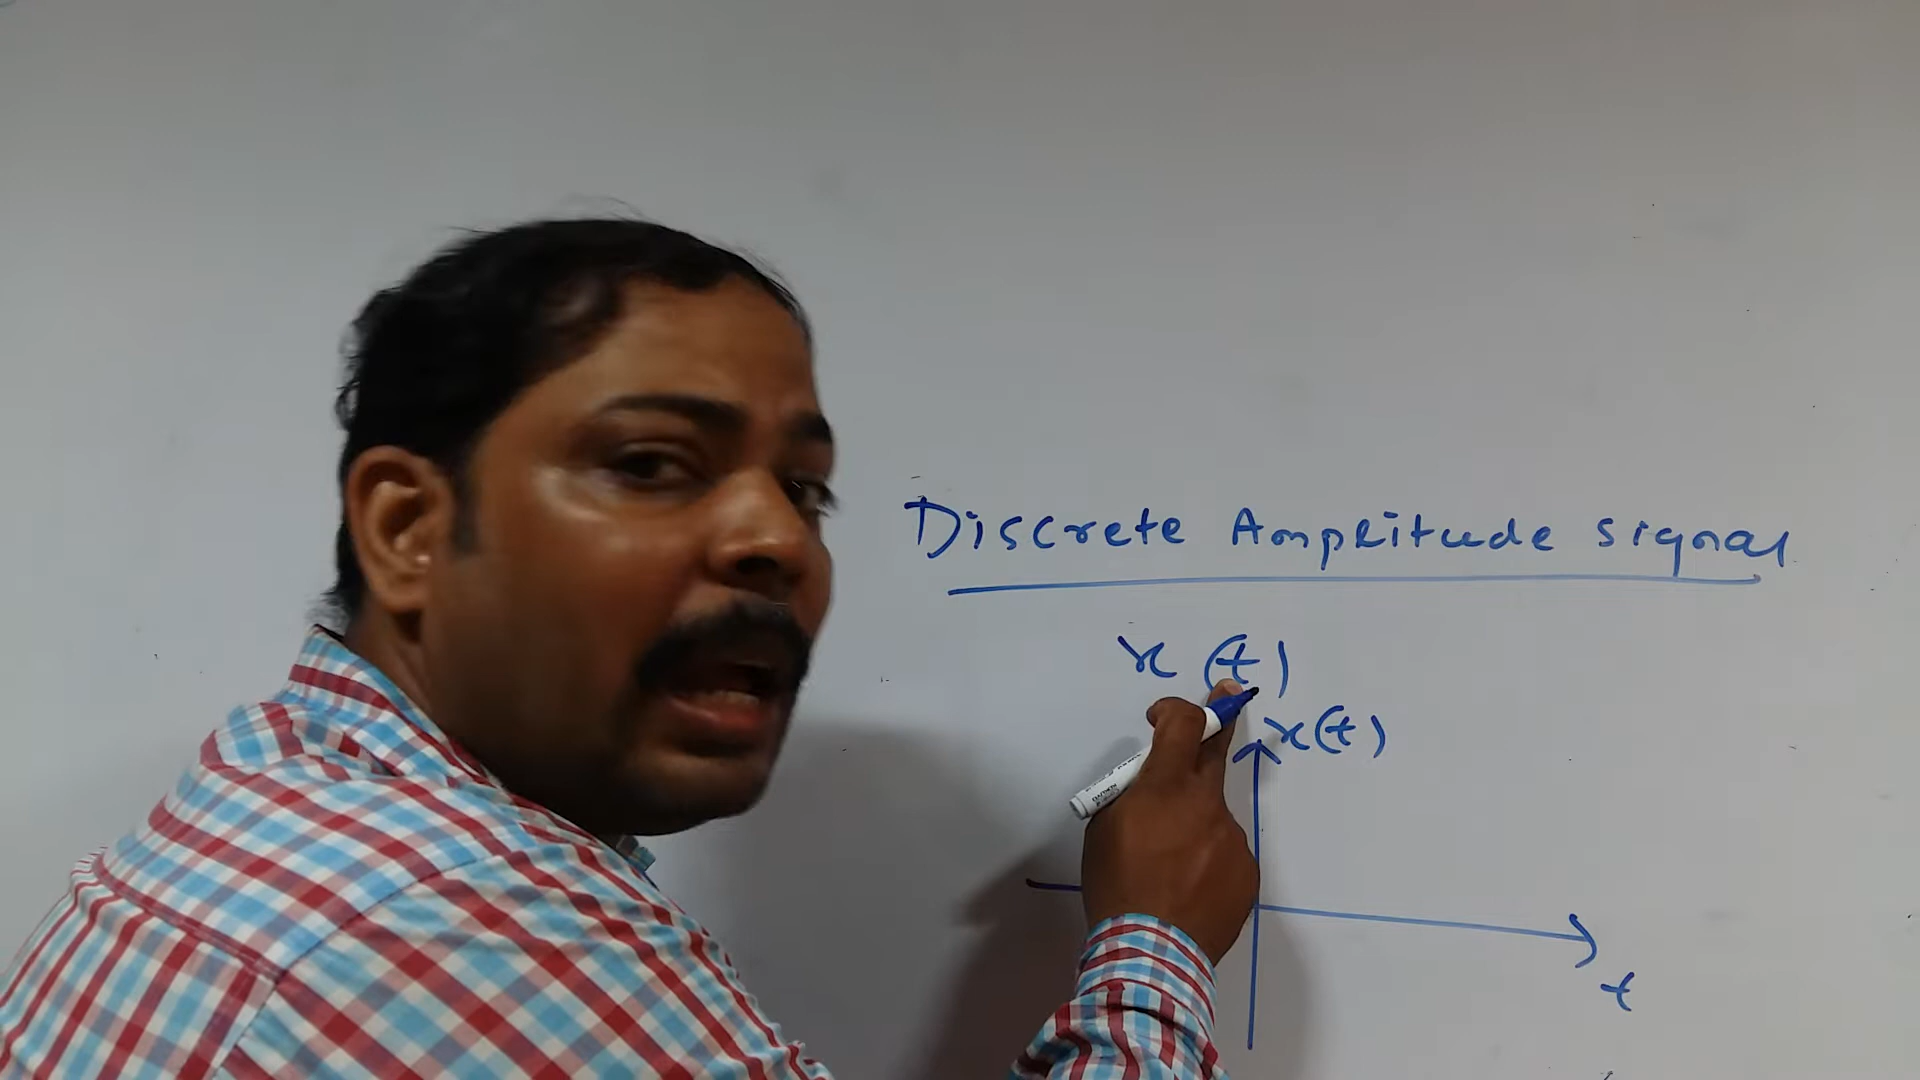 Discrete Amplitude signal
x (t)
x(t)
t